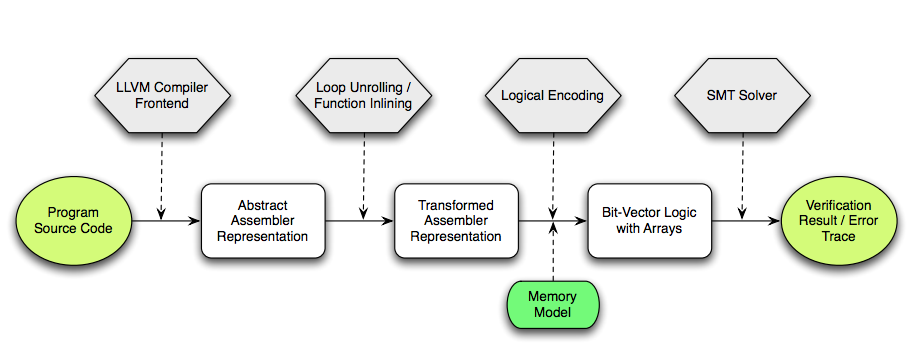 LLVM Compiler
Frontend
Loop Unrolling /
Function Inlining
Logical Encoding
SMT Solver
Program
Source Code
Abstract
Assembler
Representation
Transformed
Assembler
Representation
Bit-Vector Logic
with Arrays
Verification
Result / Error
Trace
Memory
Model